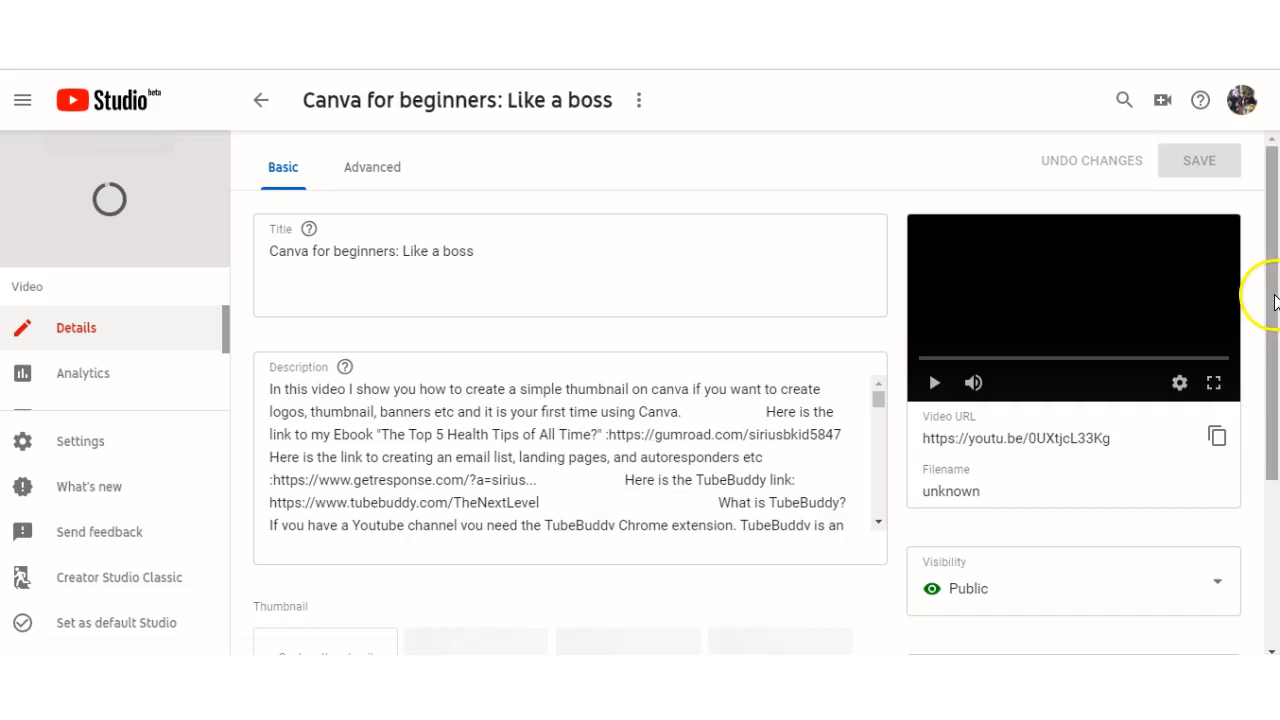 Studio beta
Canva for beginners: Like a boss
Basic
Advanced
UNDO CHANGES
SAVE
Video
Details
Analytics
Settings
What's new
Send feedback
Creator Studio Classic
Set as default Studio
Title
Canva for beginners: Like a boss
Description
In this video I show you how to create a simple thumbnail on canva if you want to create
logos, thumbnail, banners etc and it is your first time using Canva. Here is the
link to my Ebook "The Top 5 Health Tips of All Time?" :https://gumroad.com/siriusbkid5847
Here is the link to creating an email list, landing pages, and autoresponders etc
:https://www.getresponse.com/?a=sirius... Here is the TubeBuddy link:
https://www.tubebuddy.com/TheNextLevel What is TubeBuddy?
If you have a Youtube channel you need the TubeBuddy Chrome extension. TubeBuddy is an
Thumbnail
Video URL
https://youtu.be/0UXtjcL33Kg
Filename
unknown
Visibility
Public